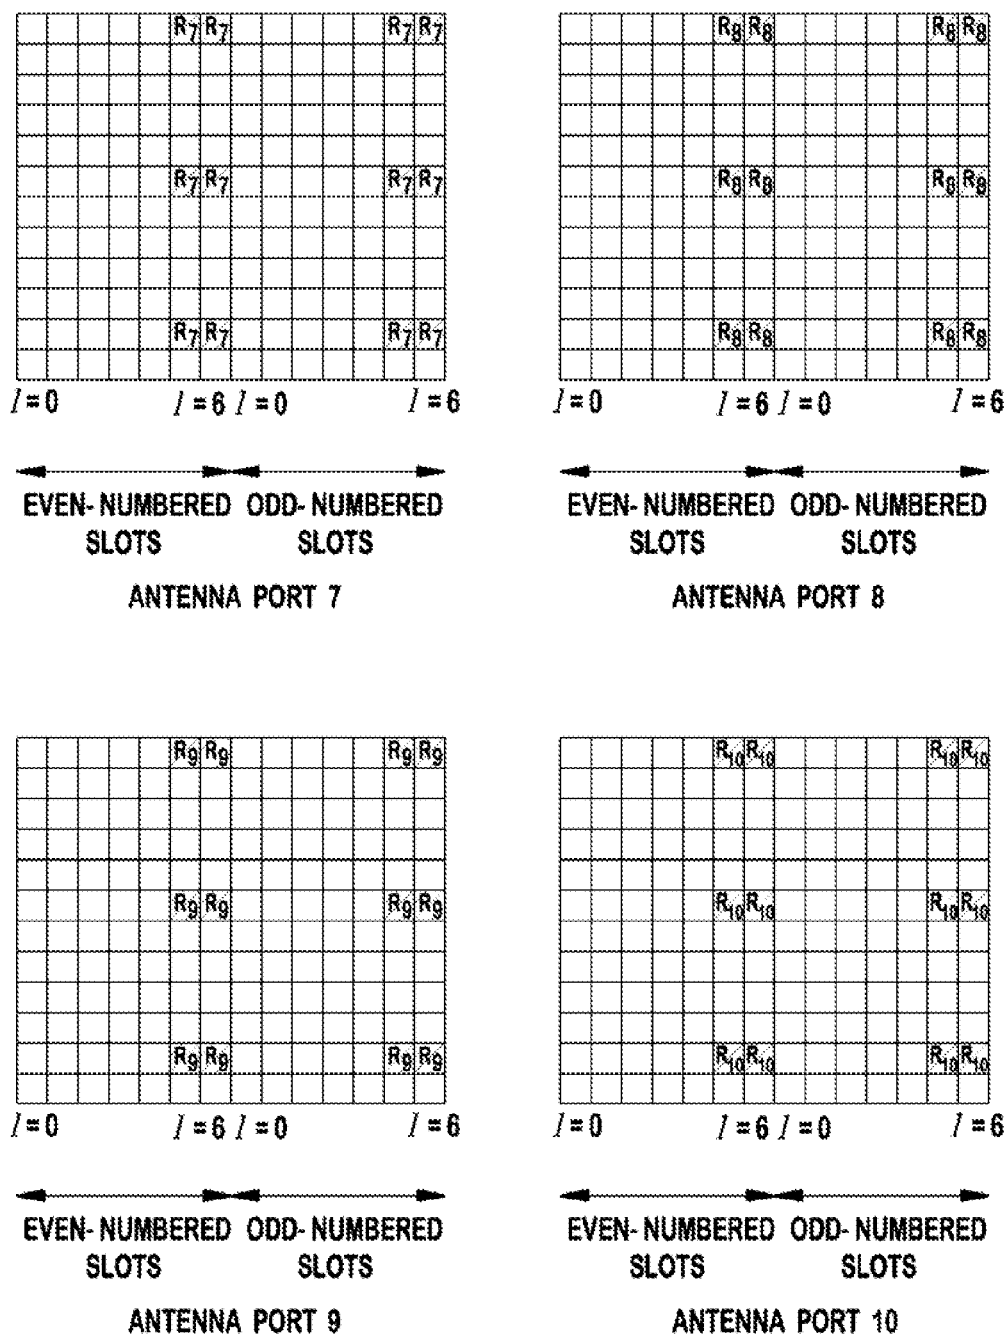 R7 R7 R7 R7 R8 R8 R8 R8
R7 R7 R7 R7 R8 R8 R8 R8
R7 R7 R7 R7 R8 R8 R8 R8
l = 0 l = 6 l = 0 l = 6 l = 0 l = 6 l = 0 l = 6
EVEN- NUMBERED ODD- NUMBERED EVEN- NUMBERED ODD- NUMBERED
SLOTS SLOTS SLOTS SLOTS
ANTENNA PORT 7 ANTENNA PORT 8
R9 R9 R9 R9 R10 R10 R10 R10
R9 R9 R9 R9 R10 R10 R10 R10
R9 R9 R9 R9 R10 R10 R10 R10
l = 0 l = 6 l = 0 l = 6 l = 0 l = 6 l = 0 l = 6
EVEN- NUMBERED ODD- NUMBERED EVEN- NUMBERED ODD- NUMBERED
SLOTS SLOTS SLOTS SLOTS
ANTENNA PORT 9 ANTENNA PORT 10